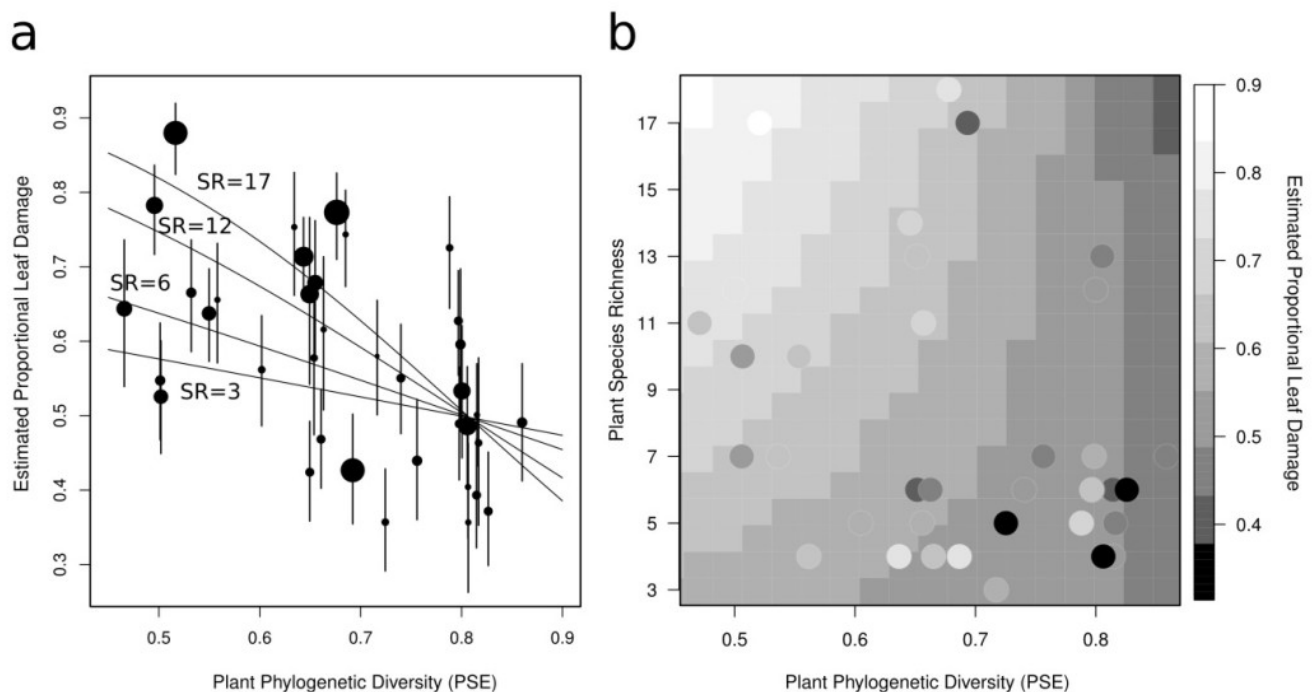 a
b
Estimated Proportional Leaf Damage
0.9
0.8
0.7
0.6
0.5
0.4
0.3
SR=17
SR=12
SR=6
SR=3
0.5 0.6 0.7 0.8 0.9
Plant Phylogenetic Diversity (PSE)
Plant Species Richness
17
15
13
11
9
7
5
3
0.5 0.6 0.7 0.8
Plant Phylogenetic Diversity (PSE)
0.9
0.8
0.7
0.6
0.5
0.4
Estimated Proportional Leaf Damage